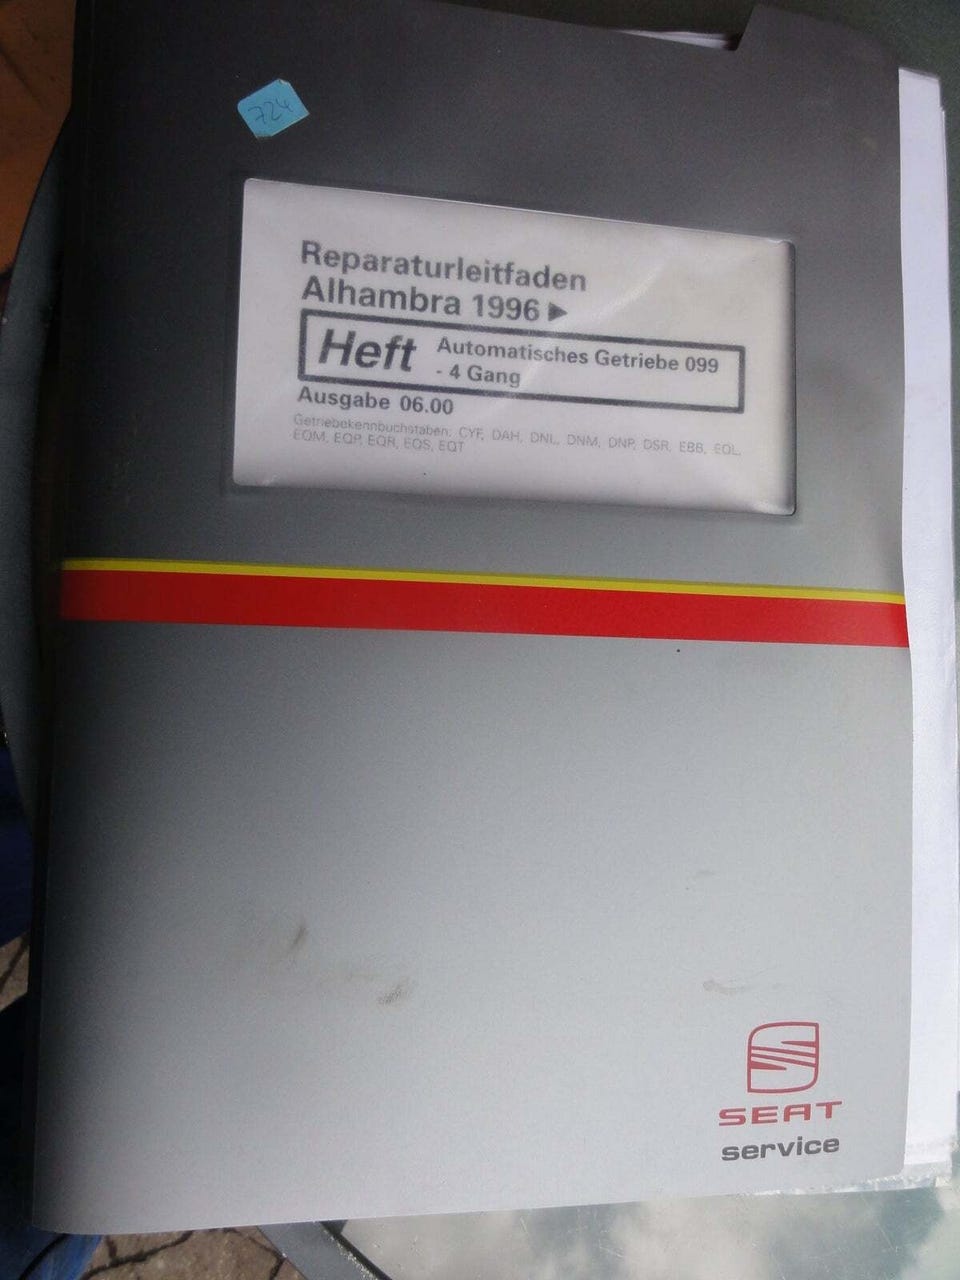 724
Reparaturleitfaden
Alhambra 1996 ►
Heft Automatisches Getriebe 099
- 4 Gang
Ausgabe 06.00
Getriebekennbuchstaben: CYF, DAH, DNL, DNM, DNP, DSR, EBB, EQL,
EQM, EQP, EQR, EQS, EQT
SEAT
service